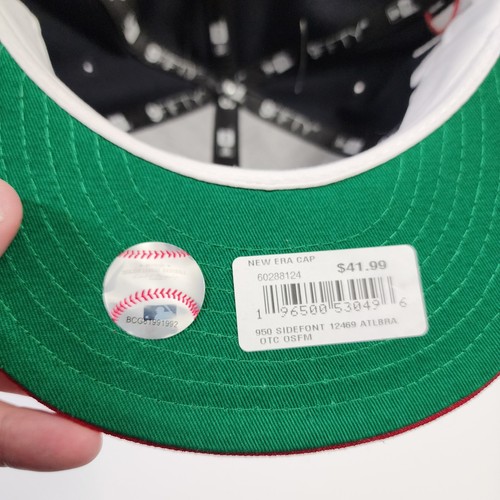 NEW ERA CAP
60288124 $41.99
1 96500 53049 6
950 SIDEFONT 12469 ATLBRA
OTC OSFM